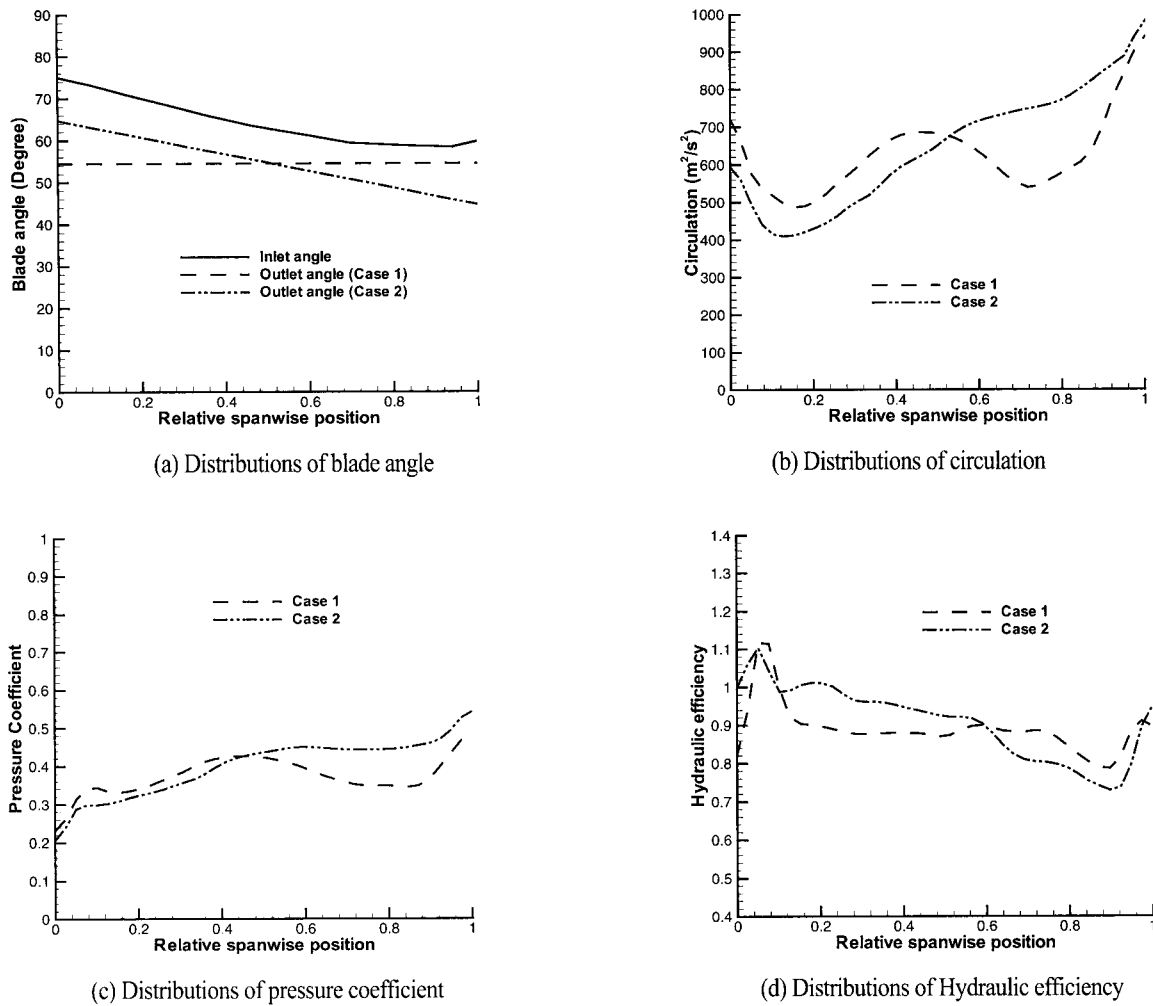 90
80
70
60
50
40
30
20
10
0
Blade angle (Degree)
Inlet angle
Outlet angle (Case 1)
Outlet angle (Case 2)
0 0.2 0.4 0.6 0.8 1
Relative spanwise position
(a) Distributions of blade angle
1000
900
800
700
600
500
400
300
200
100
0
Circulation (m²/s²)
Case 1
Case 2
0 0.2 0.4 0.6 0.8 1
Relative spanwise position
(b) Distributions of circulation
1
0.9
0.8
0.7
0.6
0.5
0.4
0.3
0.2
0.1
0
Pressure Coefficient
Case 1
Case 2
0 0.2 0.4 0.6 0.8 1
Relative spanwise position
(c) Distributions of pressure coefficient
1.4
1.3
1.2
1.1
1
0.9
0.8
0.7
0.6
0.5
0.4
Hydraulic efficiency
Case 1
Case 2
0 0.2 0.4 0.6 0.8 1
Relative spanwise position
(d) Distributions of Hydraulic efficiency